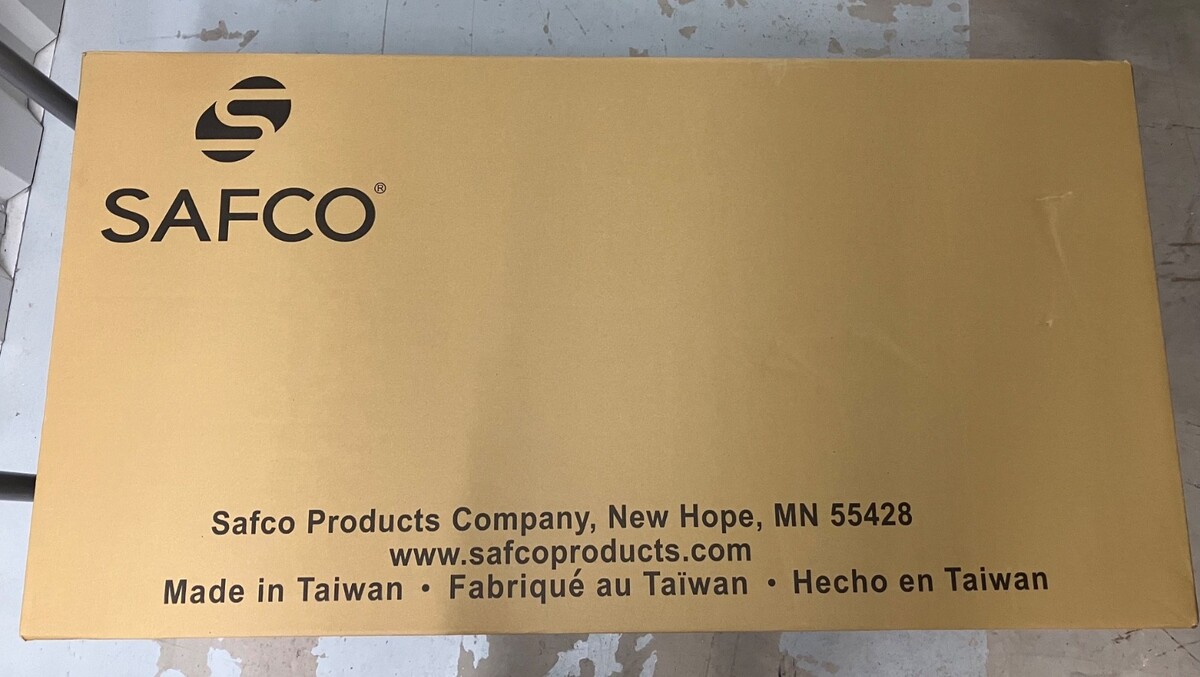 SAFCO®
Safco Products Company, New Hope, MN 55428
www.safcoproducts.com
Made in Taiwan • Fabriqué au Taïwan • Hecho en Taiwan